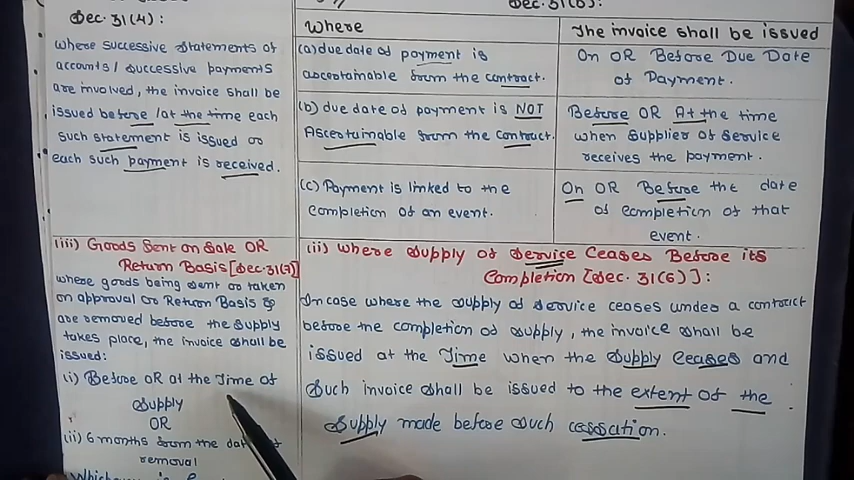 Sec.31(4):
where successive statements of
accounts/ successive payments
are involved, the invoice shall be
issued before /at the time each
such statement is issued or
each such payment is received.
(iii) Goods Sent on Sale OR
Return Basis [Sec.31(7)]
where goods being sent or taken
on approval or Return Basis &
are removed before the supply
takes place, the invoice shall be
issued:
(i) Before OR at the Time of
Supply
OR
(ii) 6 months from the date of
removal
Sec.31(5):
Where
The invoice shall be issued
(a) due date of payment is
ascertainable from the contract.
On OR Before Due Date
of Payment.
(b) due date of payment is NOT
Ascertainable from the contract.
Before OR At the time
when supplier of service
receives the payment.
(c) Payment is linked to the
completion of an event.
On OR Before the date
of completion of that
event.
(ii) Where Supply of Service Ceases Before its
Completion [Sec. 31(6)]:
In case where the supply of service ceases under a contract
before the completion of supply, the invoice shall be
issued at the Time when the Supply Ceases and
Such invoice shall be issued to the extent of the
Supply made before such cessation.